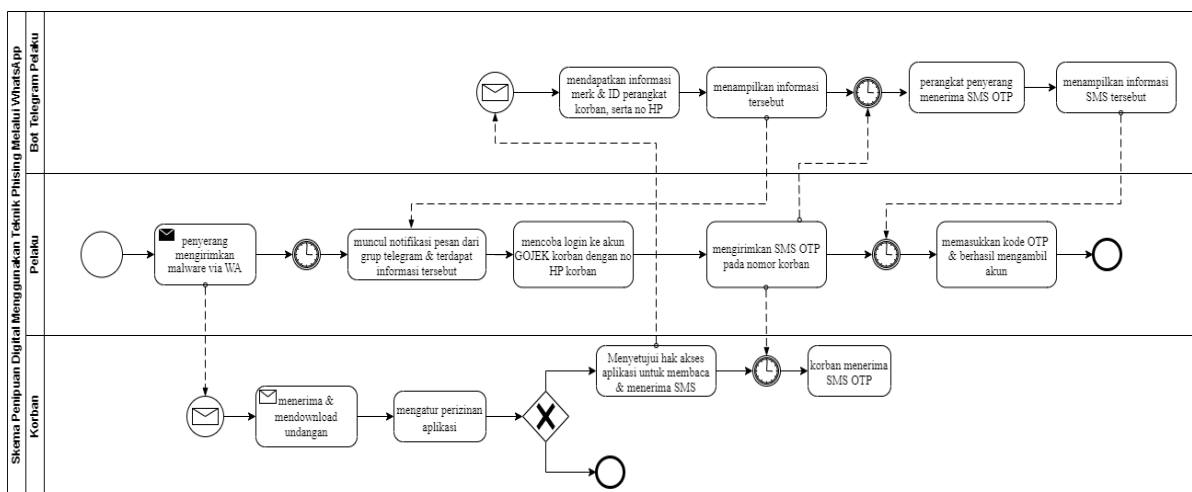 Skema Penipuan Digital Menggunakan Teknik Phising Melalui WhatsApp
Bot Telegram Pelaku
mendapatkan informasi
merk & ID perangkat
korban, serta no HP
menampilkan informasi
tersebut
perangkat penyerang
menerima SMS OTP
menampilkan informasi
SMS tersebut
Pelaku
penyerang
mengirimkan
malware via WA
muncul notifikasi pesan dari
grup telegram & terdapat
informasi tersebut
mencoba login ke akun
GOJEK korban dengan no
HP korban
mengirimkan SMS OTP
pada nomor korban
memasukkan kode OTP
& berhasil mengambil
akun
Korban
menerima &
mendownload
undangan
mengatur perizinan
aplikasi
Menyetujui hak akses
aplikasi untuk membaca
& menerima SMS
korban menerima
SMS OTP